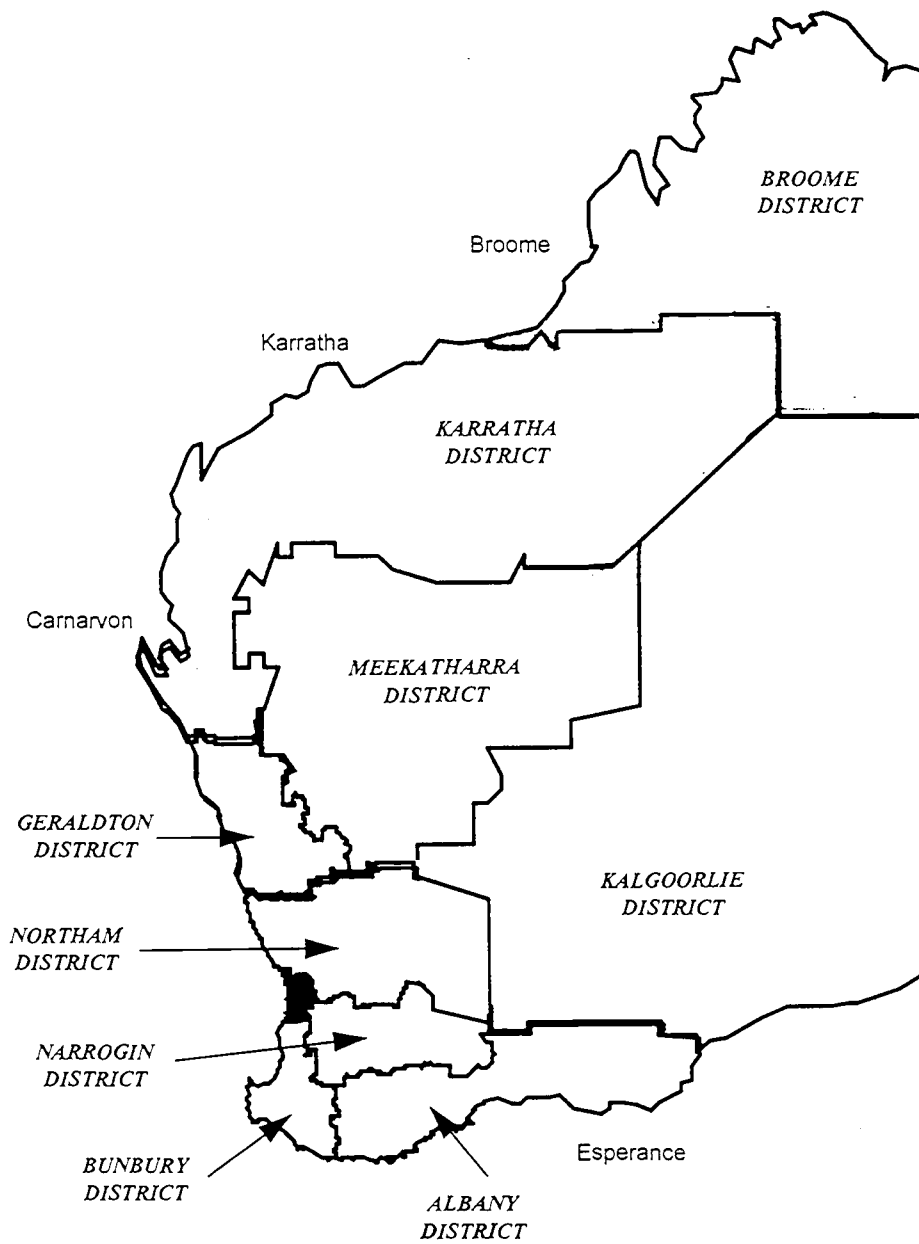 BROOME
DISTRICT
Broome
Karratha
KARRATHA
DISTRICT
Carnarvon
MEEKATHARRA
DISTRICT
GERALDTON
DISTRICT
KALGOORLIE
DISTRICT
NORTHAM
DISTRICT
NARROGIN
DISTRICT
Esperance
BUNBURY
DISTRICT
ALBANY
DISTRICT